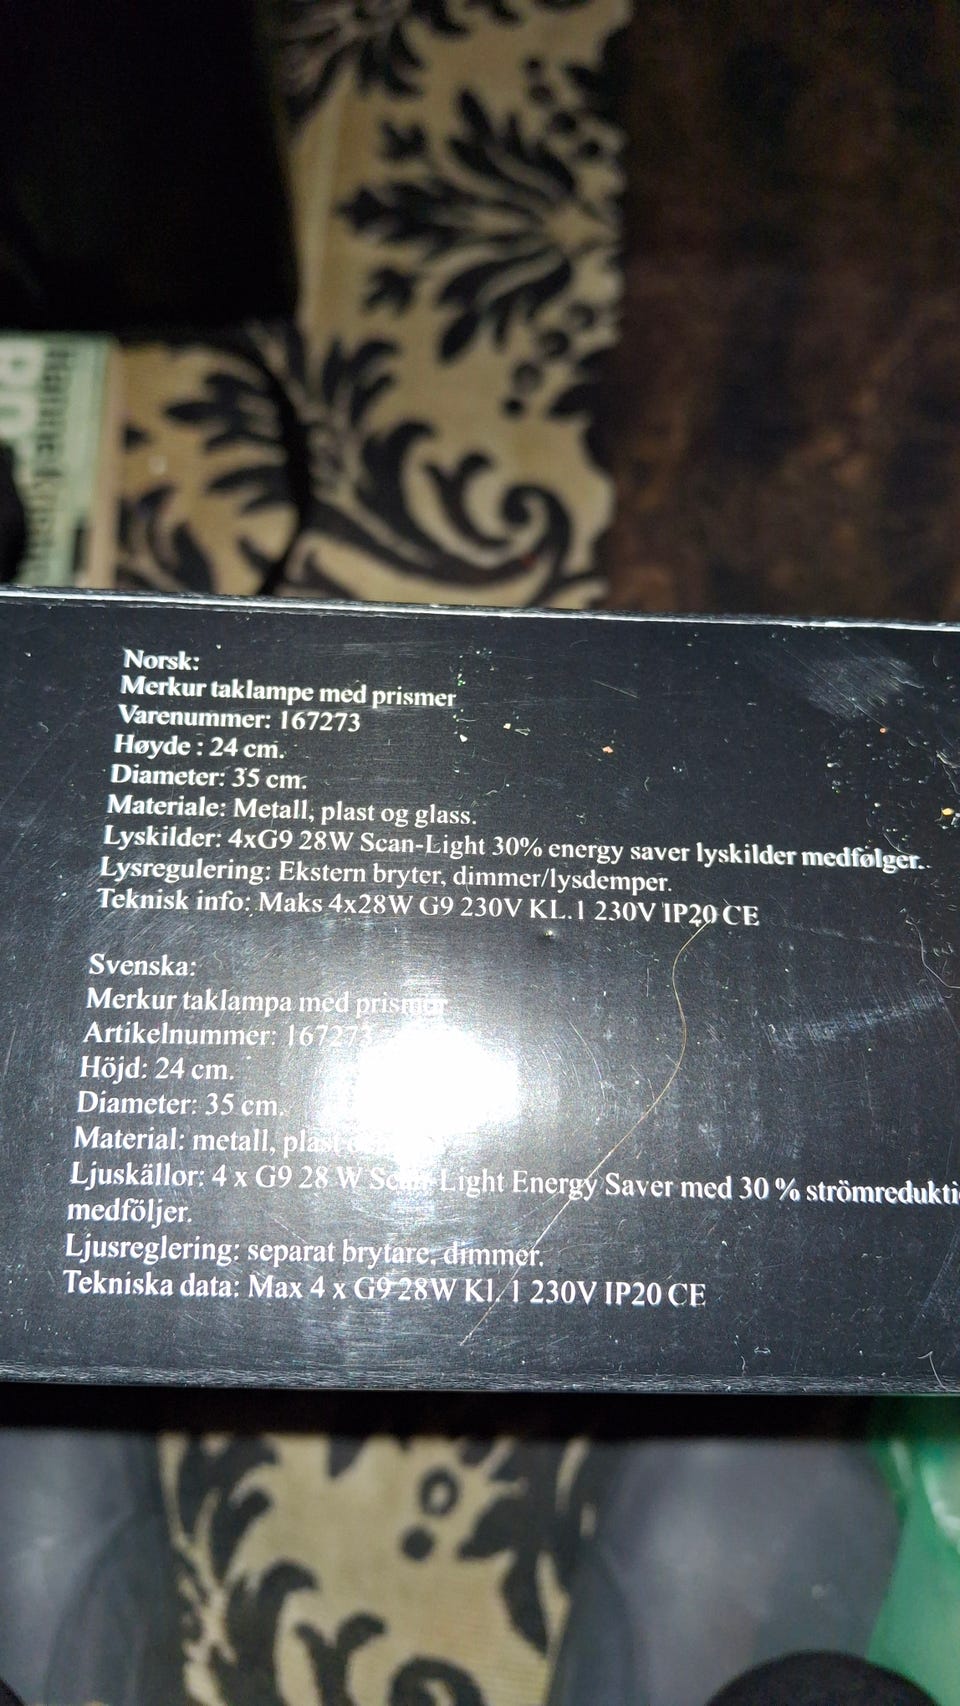 Norsk:
Merkur taklampe med prismer
Varenummer: 167273
Høyde : 24 cm.
Diameter: 35 cm.
Materiale: Metall, plast og glass.
Lyskilder: 4xG9 28W Scan-Light 30% energy saver lyskilder medfølger.
Lysregulering: Ekstern bryter, dimmer/lysdemper.
Teknisk info: Maks 4x28W G9 230V KL.1 230V IP20 CE
Svenska:
Merkur taklampa med prismer
Artikelnummer: 167273
Höjd: 24 cm.
Diameter: 35 cm.
Material: metall, plast
Ljuskällor: 4 x G9 28 W Scan-Light Energy Saver med 30 %
medföljer.
Ljusreglering: separat brytare, dimmer.
Tekniska data: Max 4 x G9 28W Kl. 1 230V IP20 CE